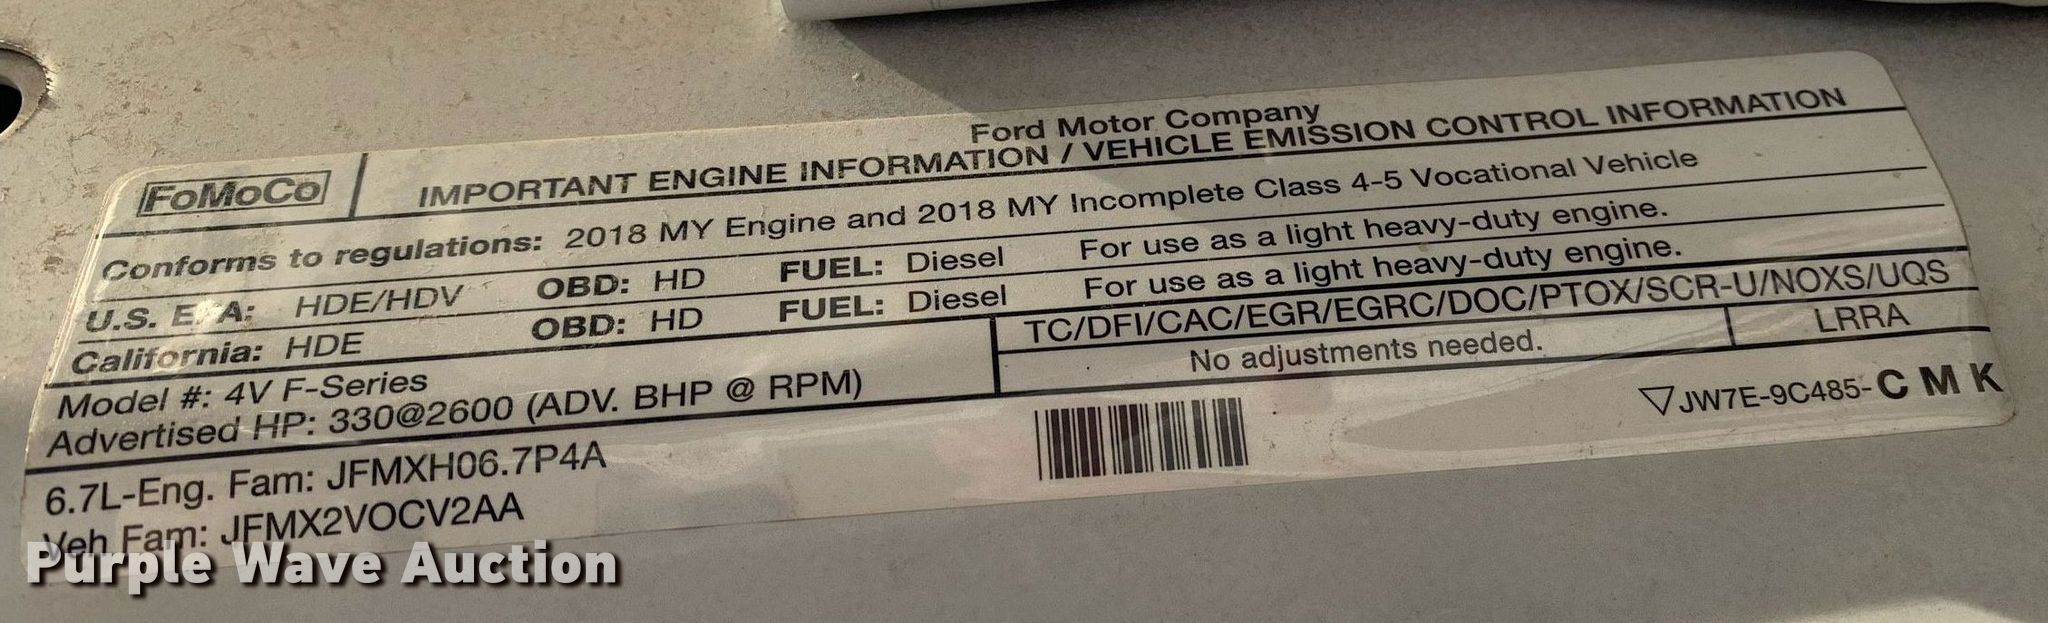 Ford Motor Company
FoMoCo IMPORTANT ENGINE INFORMATION / VEHICLE EMISSION CONTROL INFORMATION
Conforms to regulations: 2018 MY Engine and 2018 MY Incomplete Class 4-5 Vocational Vehicle
U.S. EPA: HDE/HDV OBD: HD FUEL: Diesel For use as a light heavy-duty engine.
California: HDE OBD: HD FUEL: Diesel For use as a light heavy-duty engine.
Model #: 4V F-Series TC/DFI/CAC/EGR/EGRC/DOC/PTOX/SCR-U/NOXS/UQS
Advertised HP: 330@2600 (ADV. BHP @ RPM) No adjustments needed. LRRA
6.7L-Eng. Fam: JFMXH06.7P4A JW7E-9C485-CMK
Veh Fam: JFMX2VOCV2AA
Purple Wave Auction